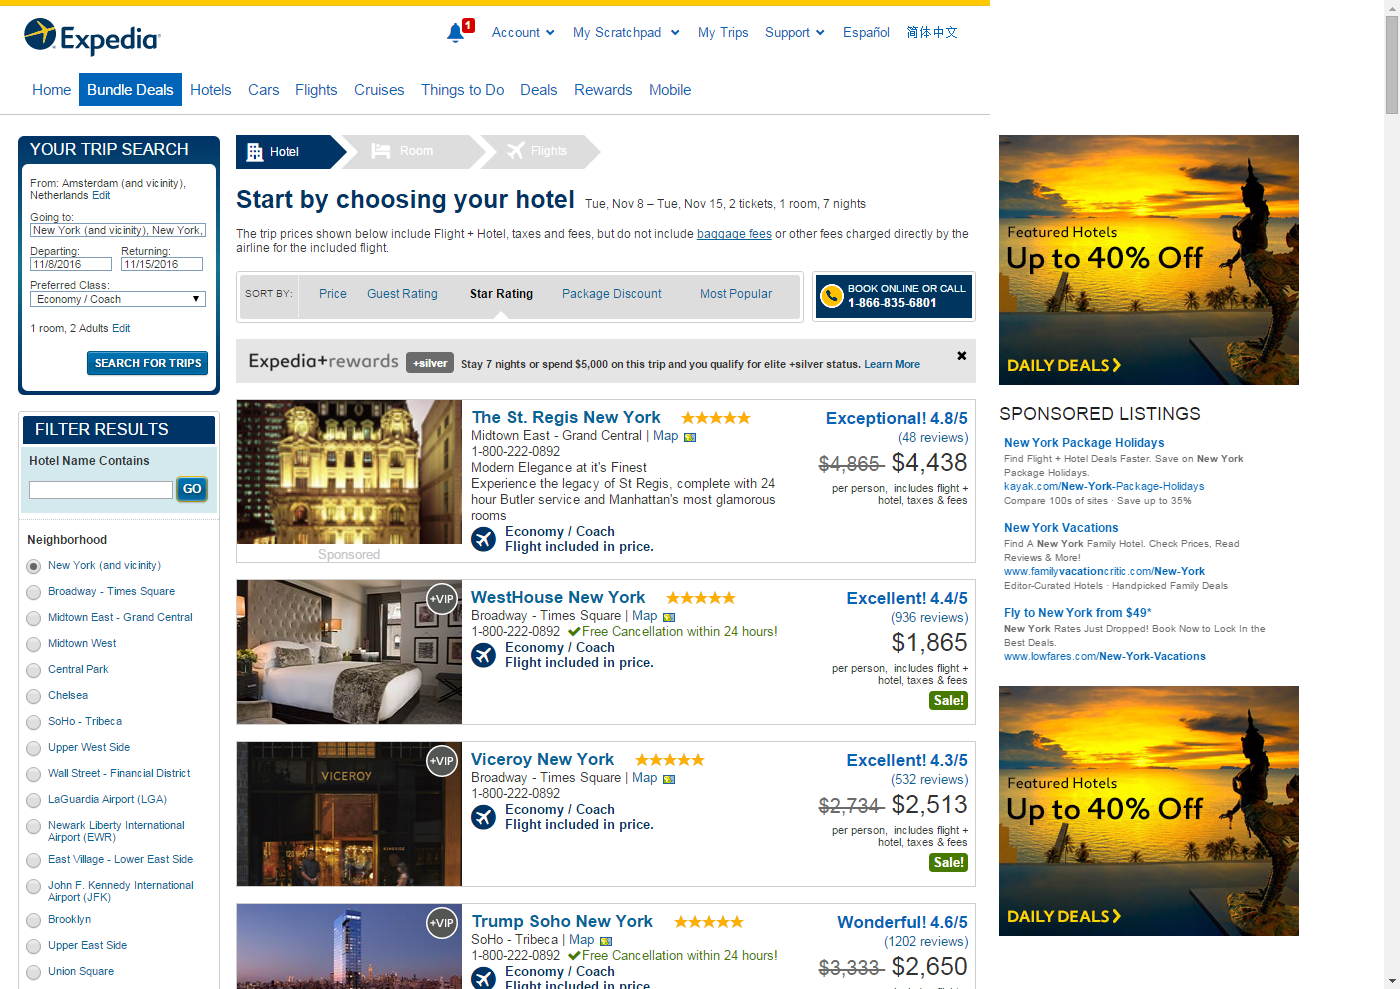 Expedia
1
Account
My Scratchpad
My Trips
Support
Español
简体中文
Home
Bundle Deals
Hotels
Cars
Flights
Cruises
Things to Do
Deals
Rewards
Mobile
YOUR TRIP SEARCH
From: Amsterdam (and vicinity),
Netherlands Edit
Going to:
New York (and vicinity), New York,
Departing:
Returning:
11/8/2016
11/15/2016
Preferred Class:
Economy / Coach
1 room, 2 Adults Edit
SEARCH FOR TRIPS
FILTER RESULTS
Hotel Name Contains
GO
Neighborhood
New York (and vicinity)
Broadway - Times Square
Midtown East - Grand Central
Midtown West
Central Park
Chelsea
SoHo - Tribeca
Upper West Side
Wall Street - Financial District
LaGuardia Airport (LGA)
Newark Liberty International
Airport (EWR)
East Village - Lower East Side
John F. Kennedy International
Airport (JFK)
Brooklyn
Upper East Side
Union Square
Hotel
Room
Flights
Start by choosing your hotel
Tue, Nov 8 – Tue, Nov 15, 2 tickets, 1 room, 7 nights
The trip prices shown below include Flight + Hotel, taxes and fees, but do not include baggage fees or other fees charged directly by the
airline for the included flight.
SORT BY:
Price
Guest Rating
Star Rating
Package Discount
Most Popular
BOOK ONLINE OR CALL
1-866-835-6801
Expedia+rewards
+silver
Stay 7 nights or spend $5,000 on this trip and you qualify for elite +silver status. Learn More
The St. Regis New York
Midtown East - Grand Central | Map
1-800-222-0892
Modern Elegance at it's Finest
Experience the legacy of St Regis, complete with 24
hour Butler service and Manhattan's most glamorous
rooms
Economy / Coach
Flight included in price.
Sponsored
Exceptional! 4.8/5
(48 reviews)
$4,865 $4,438
per person, includes flight +
hotel, taxes & fees
+VIP
WestHouse New York
Broadway - Times Square | Map
1-800-222-0892 Free Cancellation within 24 hours!
Economy / Coach
Flight included in price.
Excellent! 4.4/5
(936 reviews)
$1,865
per person, includes flight +
hotel, taxes & fees
Sale!
VICEROY
+VIP
Viceroy New York
Broadway - Times Square | Map
1-800-222-0892
Economy / Coach
Flight included in price.
Excellent! 4.3/5
(532 reviews)
$2,734 $2,513
per person, includes flight +
hotel, taxes & fees
Sale!
+VIP
Trump Soho New York
SoHo - Tribeca | Map
1-800-222-0892 Free Cancellation within 24 hours!
Economy / Coach
Flight included in price.
Wonderful! 4.6/5
(1202 reviews)
$3,333 $2,650
Featured Hotels
Up to 40% Off
DAILY DEALS
SPONSORED LISTINGS
New York Package Holidays
Find Flight + Hotel Deals Faster. Save on New York
Package Holidays.
kayak.com/New-York-Package-Holidays
Compare 100s of sites · Save up to 35%
New York Vacations
Find A New York Family Hotel. Check Prices, Read
Reviews & More!
www.familyvacationcritic.com/New-York
Editor-Curated Hotels · Handpicked Family Deals
Fly to New York from $49*
New York Rates Just Dropped! Book Now to Lock In the
Best Deals.
www.lowfares.com/New-York-Vacations
Featured Hotels
Up to 40% Off
DAILY DEALS